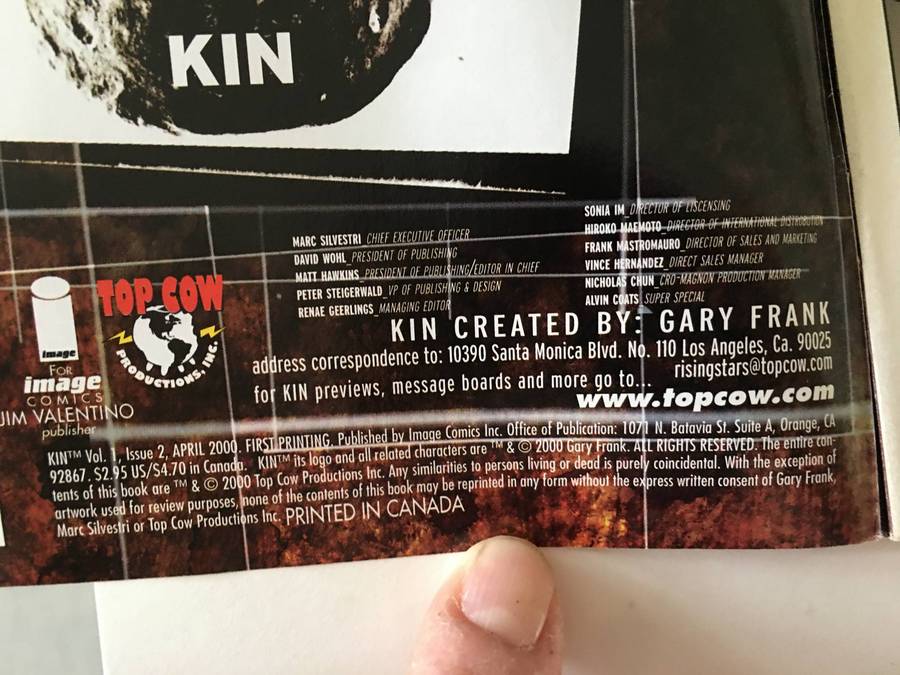 KIN
MARC SILVESTRI_CHIEF EXECUTIVE OFFICER
DAVID WOHL_PRESIDENT OF PUBLISHING
MATT HAWKINS_PRESIDENT OF PUBLISHING/EDITOR IN CHIEF
PETER STEIGERWALD_VP OF PUBLISHING & DESIGN
RENAE GEERLINGS_MANAGING EDITOR
SONIA IM_DIRECTOR OF LISCENSING
HIROKO MAEMOTO_DIRECTOR OF INTERNATIONAL DISTRIBUTION
FRANK MASTROMAURO_DIRECTOR OF SALES AND MARKETING
VINCE HERNANDEZ_DIRECT SALES MANAGER
NICHOLAS CHUN_CRO-MAGNON PRODUCTION MANAGER
ALVIN COATS_SUPER SPECIAL
TOP COW
PRODUCTIONS, INC.
image
FOR
image
COMICS
JIM VALENTINO
publisher
KIN CREATED BY: GARY FRANK
address correspondence to: 10390 Santa Monica Blvd. No. 110 Los Angeles, Ca. 90025
risingstars@topcow.com
for KIN previews, message boards and more go to...
www.topcow.com
KIN™ Vol. 1, Issue 2, APRIL 2000. FIRST PRINTING. Published by Image Comics Inc. Office of Publication: 1071 N. Batavia St. Suite A, Orange, CA
92867. $2.95 US/$4.70 in Canada. KIN™ its logo and all related characters are ™ & © 2000 Gary Frank. ALL RIGHTS RESERVED. The entire con-
tents of this book are ™ & © 2000 Top Cow Productions Inc. Any similarities to persons living or dead is purely coincidental. With the exception of
artwork used for review purposes, none of the contents of this book may be reprinted in any form without the express written consent of Gary Frank,
Marc Silvestri or Top Cow Productions Inc. PRINTED IN CANADA